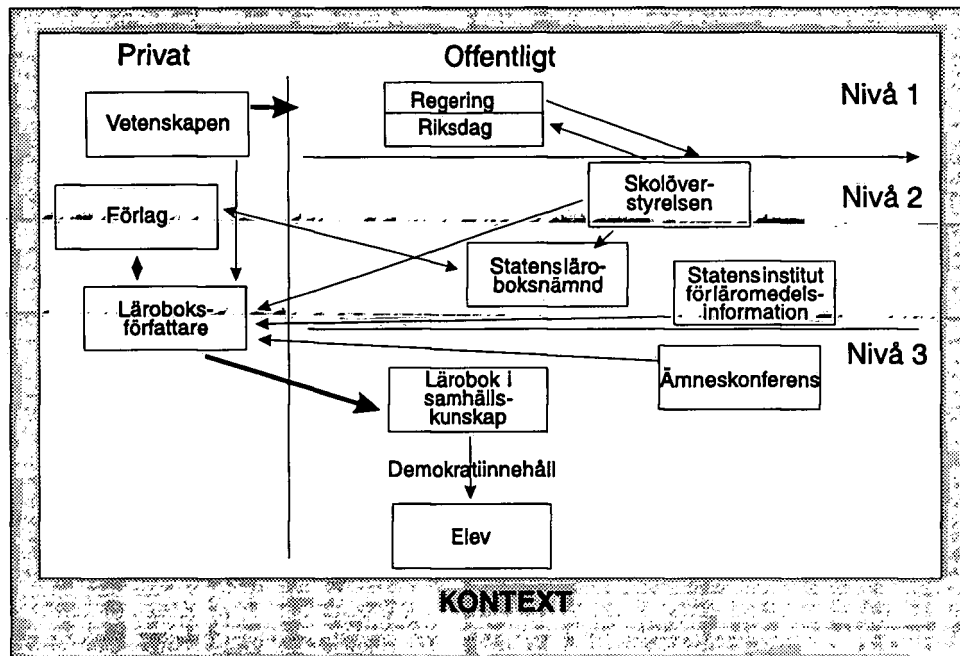 Privat
Offentligt
Nivå 1
Vetenskapen
Regering
Riksdag
Nivå 2
Förlag
Skolöver-
styrelsen
Statensläro-
boksnämnd
Statensinstitut
förläromedels-
information
Läroboks-
författare
Nivå 3
Lärobok i
samhälls-
kunskap
Ämneskonferens
Demokratiinnehåll
Elev
KONTEXT